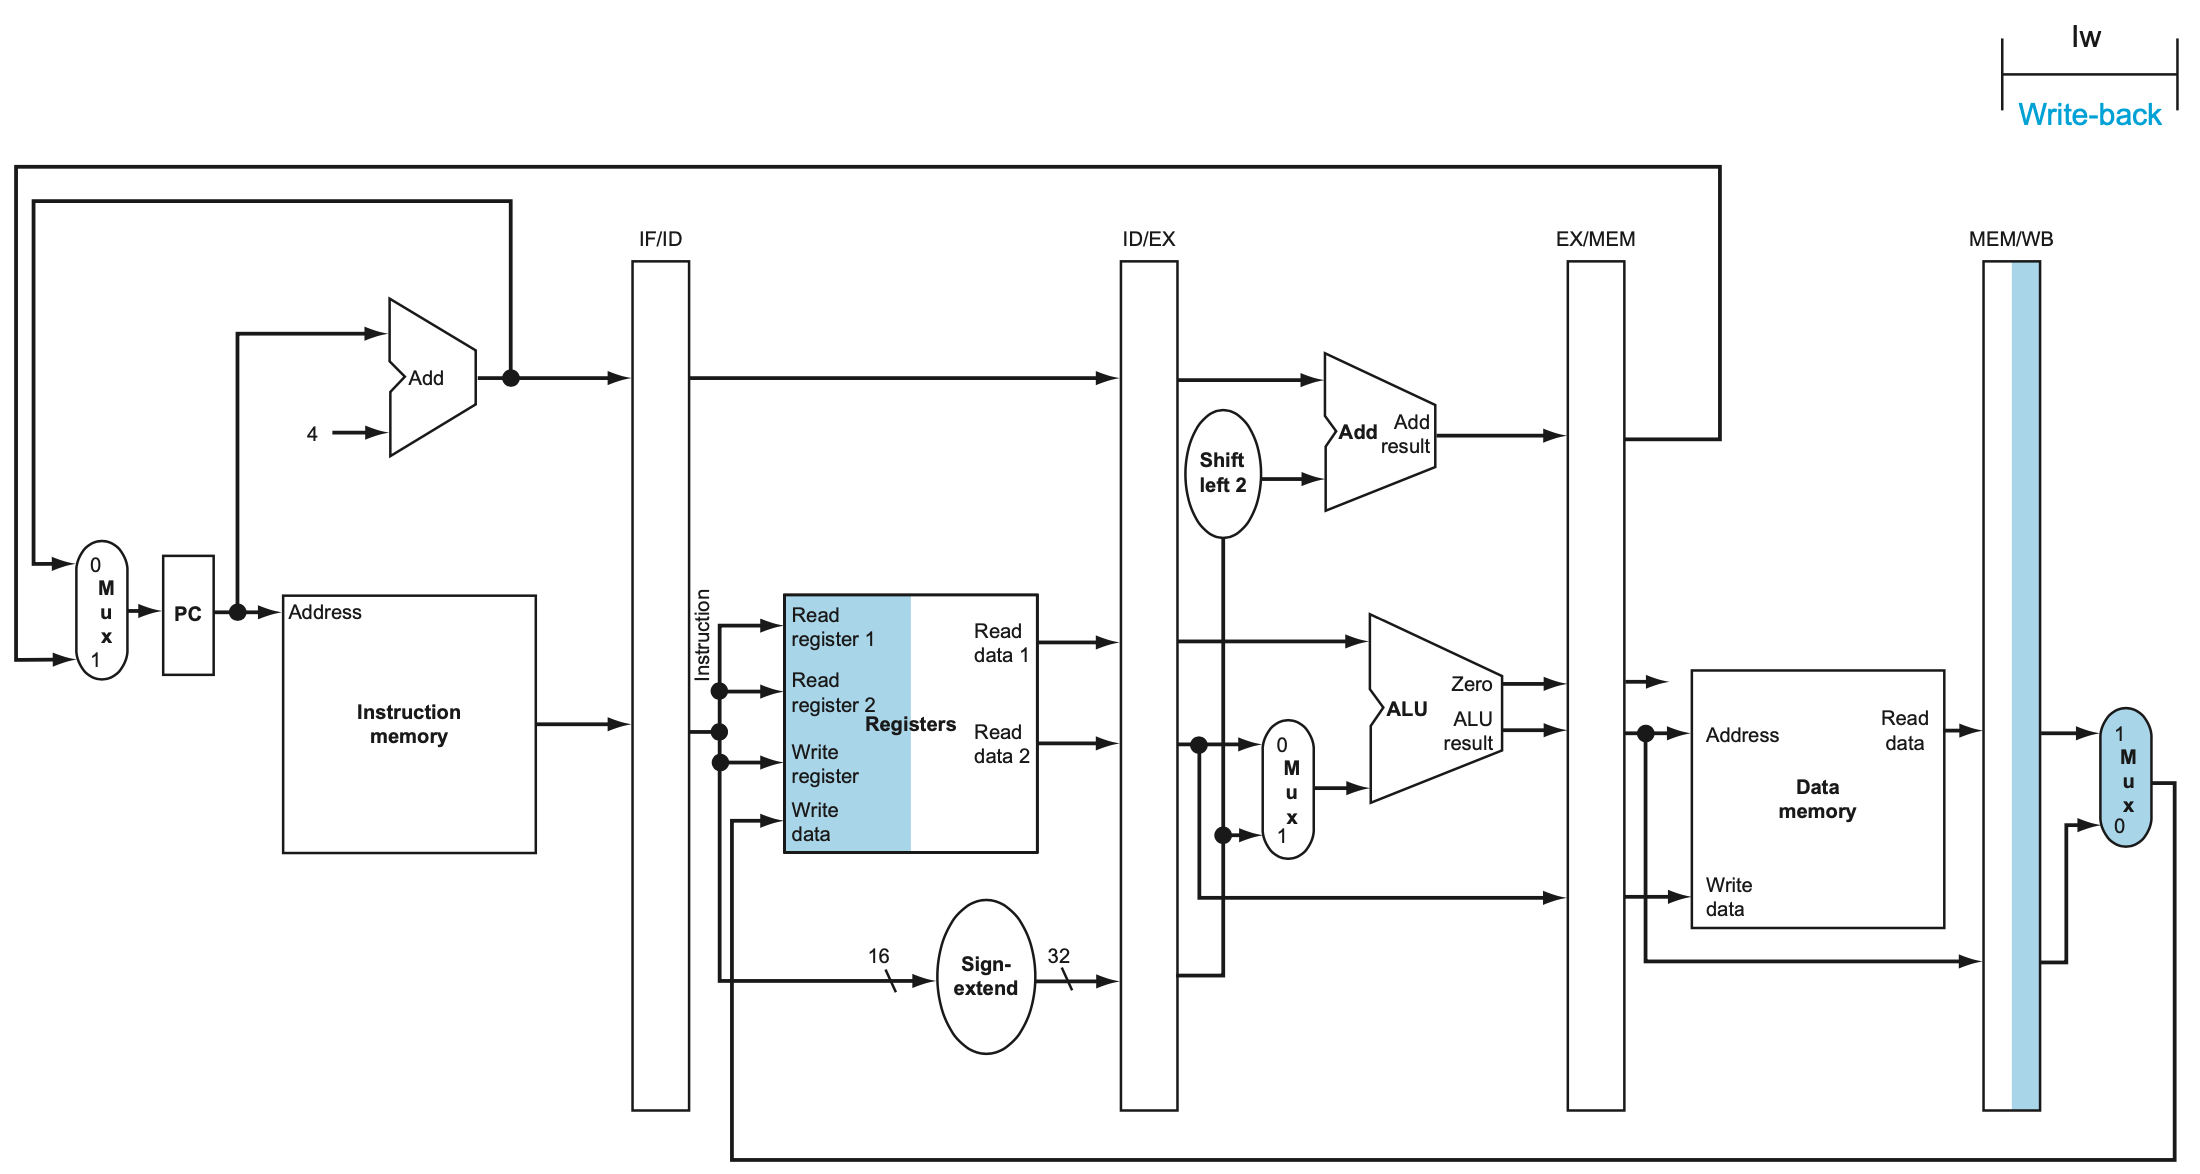 lw
Write-back
IF/ID
ID/EX
EX/MEM
MEM/WB
Add
4
Shift
left 2
Add
Add
result
0
M
u
x
1
PC
Address
Instruction
memory
Instruction
Read
register 1
Read
register 2
Write
register
Write
data
Registers
Read
data 1
Read
data 2
16
Sign-
extend
32
0
M
u
x
1
ALU
Zero
ALU
result
Address
Read
data
Data
memory
Write
data
1
M
u
x
0